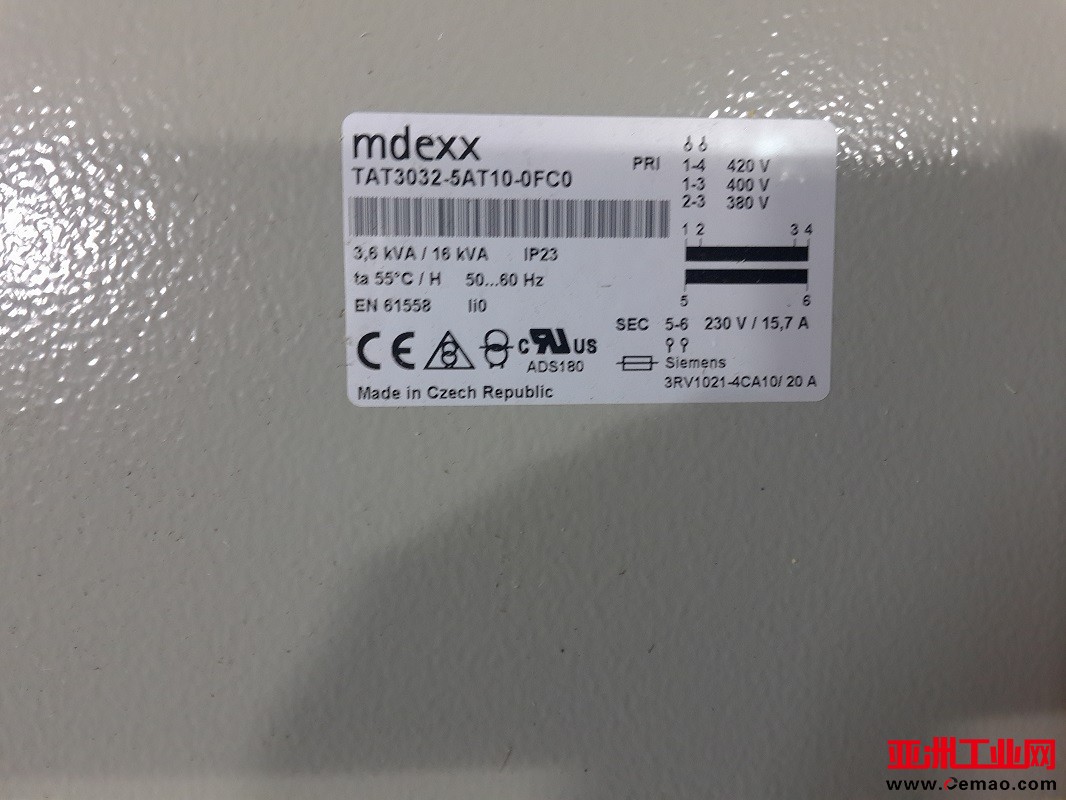 mdexx
TAT3032-5AT10-0FC0
3,6 kVA / 16 kVA IP23
ta 55°C / H 50...60 Hz
EN 61558 Ii0
CE
c RU US
ADS180
Made in Czech Republic
PRI 1-4 420 V
1-3 400 V
2-3 380 V
1 2 3 4
5 6
SEC 5-6 230 V / 15,7 A
Siemens
3RV1021-4CA10/ 20 A
亚洲工业网
www.Cemao.com